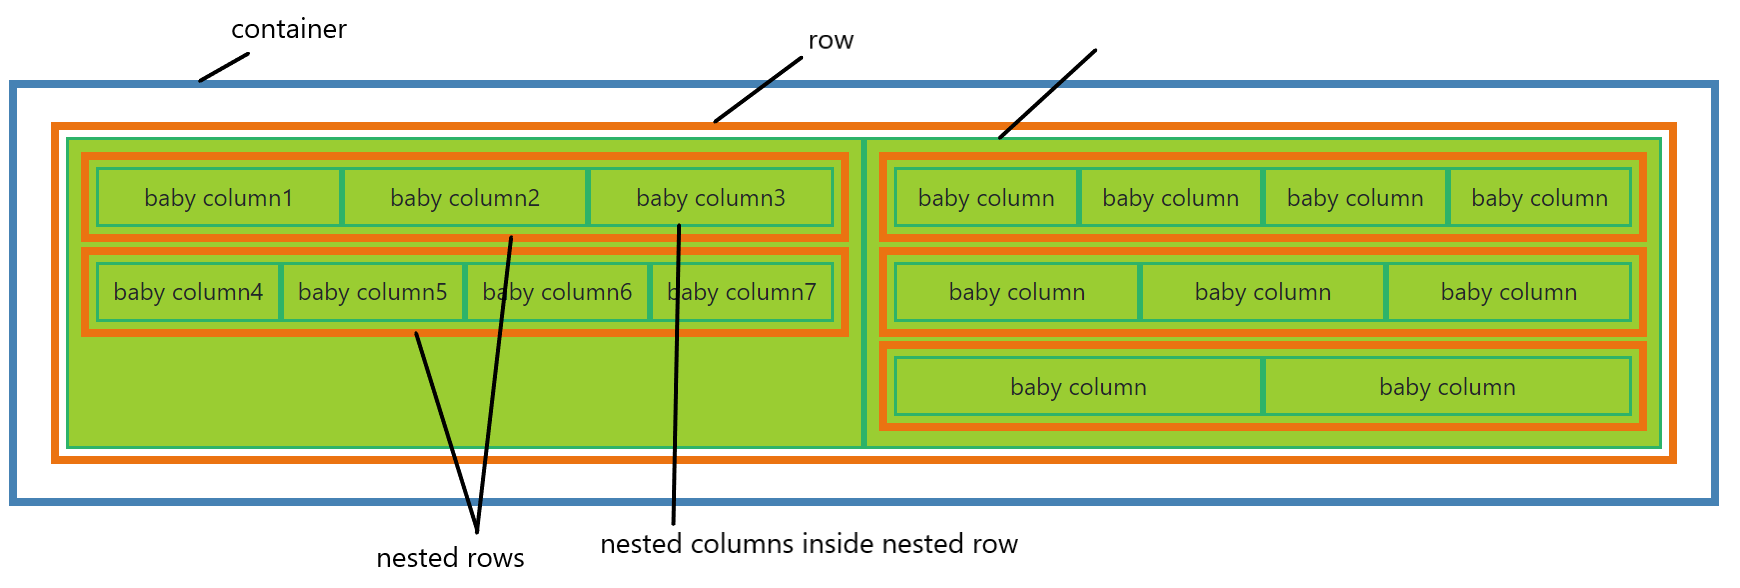 container
row
baby column1 baby column2 baby column3
baby column baby column baby column baby column
baby column4 baby column5 baby column6 baby column7
baby column baby column baby column
baby column baby column
nested rows
nested columns inside nested row